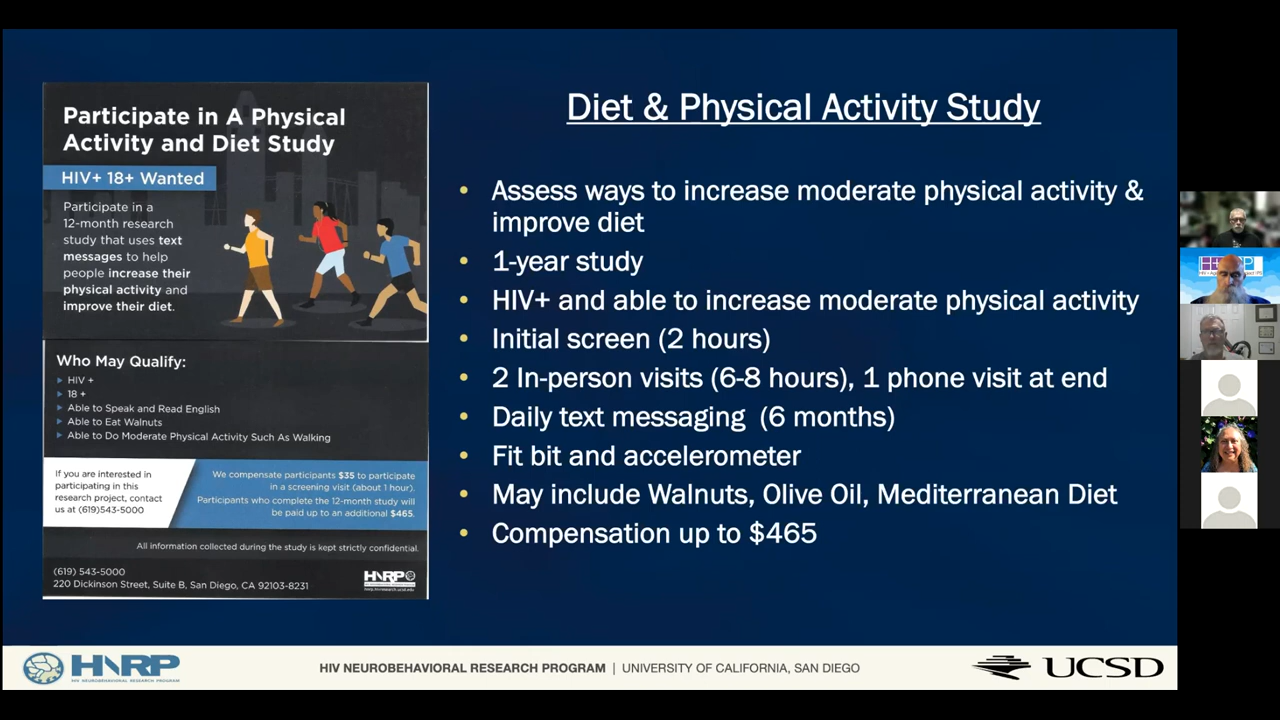 Participate in A Physical
Activity and Diet Study
HIV+ 18+ Wanted
Participate in a
12-month research
study that uses text
messages to help
people increase their
physical activity and
improve their diet.
Who May Qualify:
HIV +
18 +
Able to Speak and Read English
Able to Eat Walnuts
Able to Do Moderate Physical Activity Such As Walking
If you are interested in
participating in this
research project, contact
us at (619)543-5000
We compensate participants $35 to participate
in a screening visit (about 1 hour).
Participants who complete the 12-month study will
be paid up to an additional $465.
All information collected during the study is kept strictly confidential.
(619) 543-5000
220 Dickinson Street, Suite B, San Diego, CA 92103-8231
HNRP
Diet & Physical Activity Study
• Assess ways to increase moderate physical activity &
improve diet
• 1-year study
• HIV+ and able to increase moderate physical activity
• Initial screen (2 hours)
• 2 In-person visits (6-8 hours), 1 phone visit at end
• Daily text messaging (6 months)
• Fit bit and accelerometer
• May include Walnuts, Olive Oil, Mediterranean Diet
• Compensation up to $465
HNRP
HIV NEUROBEHAVIORAL RESEARCH PROGRAM
HIV NEUROBEHAVIORAL RESEARCH PROGRAM | UNIVERSITY OF CALIFORNIA, SAN DIEGO
UCSD